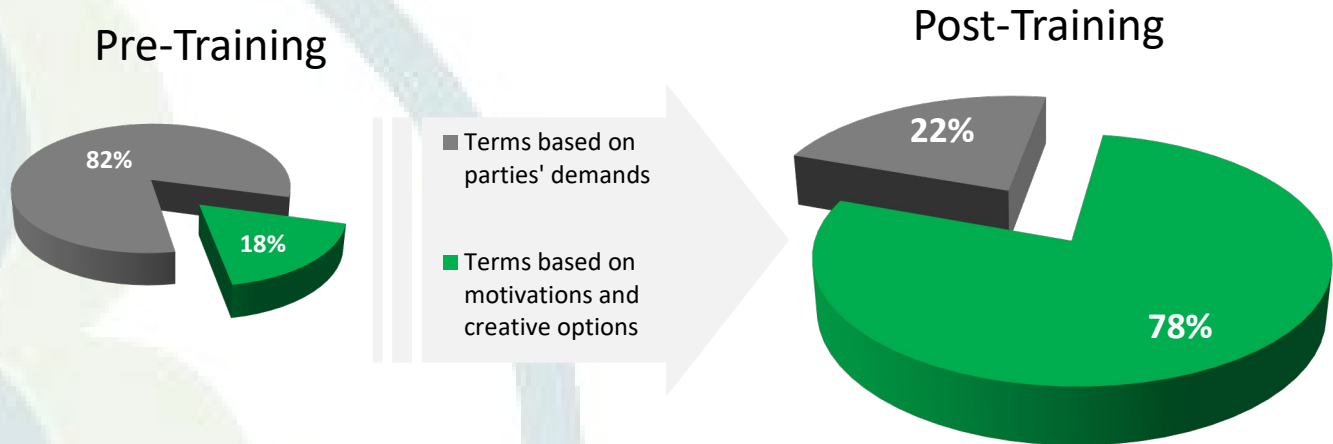 Pre-Training
82%
18%
Terms based on
parties' demands
Terms based on
motivations and
creative options
Post-Training
22%
78%